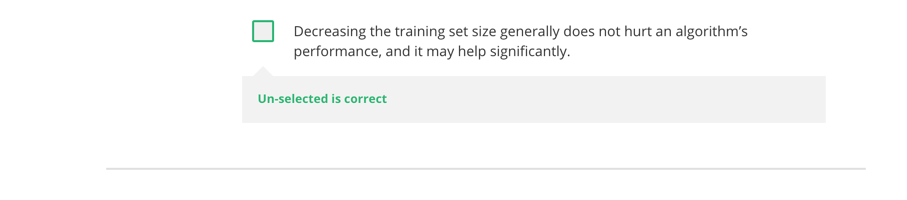 Decreasing the training set size generally does not hurt an algorithm’s
performance, and it may help significantly.
Un-selected is correct